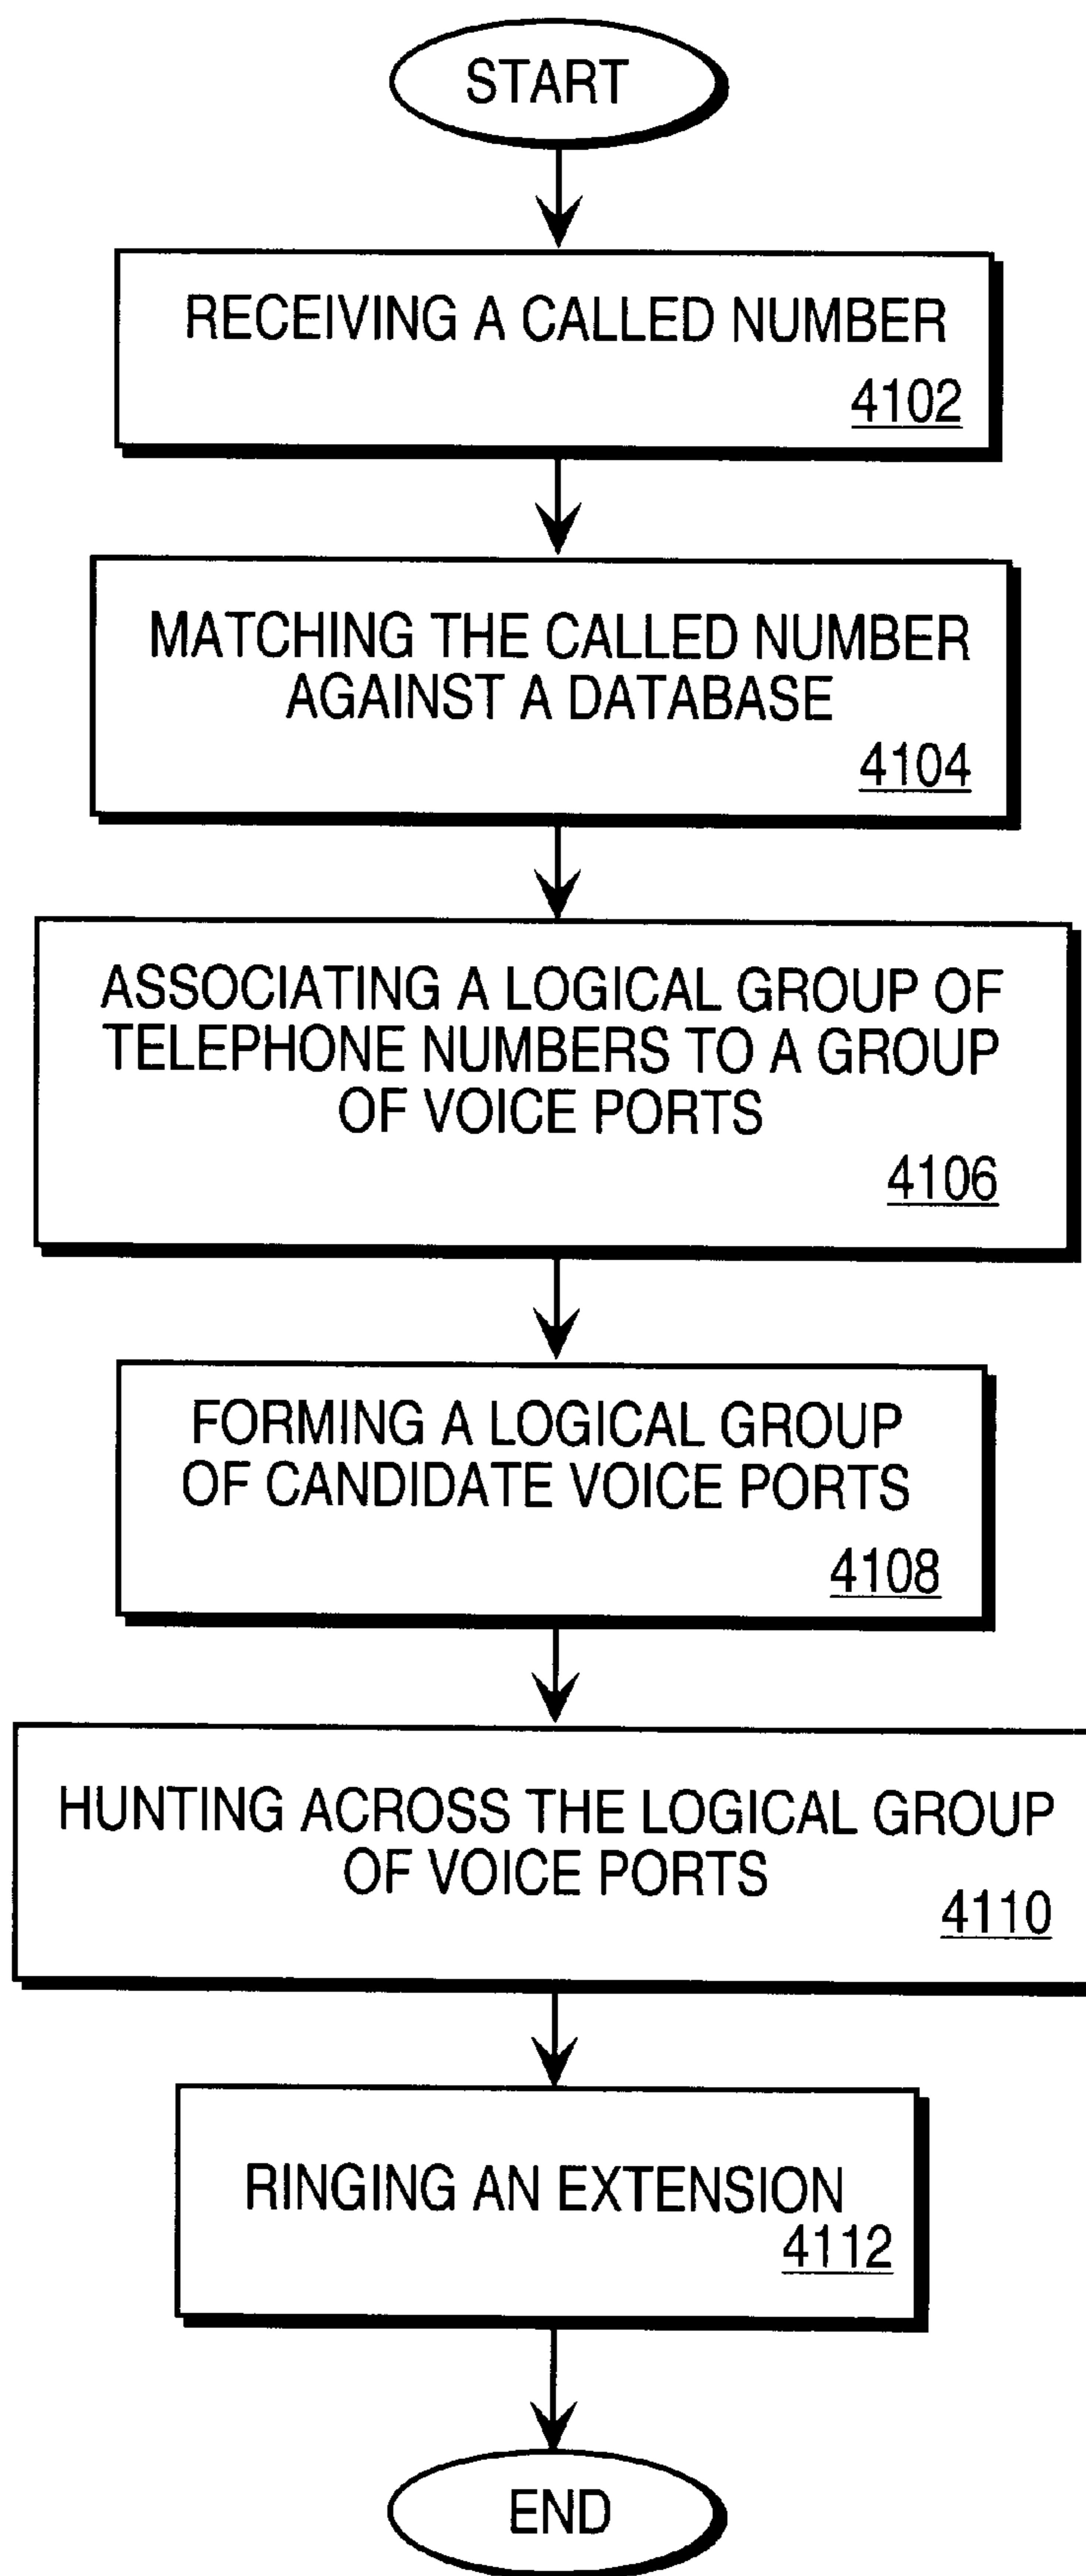 START
RECEIVING A CALLED NUMBER
4102
MATCHING THE CALLED NUMBER
AGAINST A DATABASE
4104
ASSOCIATING A LOGICAL GROUP OF
TELEPHONE NUMBERS TO A GROUP
OF VOICE PORTS
4106
FORMING A LOGICAL GROUP
OF CANDIDATE VOICE PORTS
4108
HUNTING ACROSS THE LOGICAL GROUP
OF VOICE PORTS
4110
RINGING AN EXTENSION
4112
END